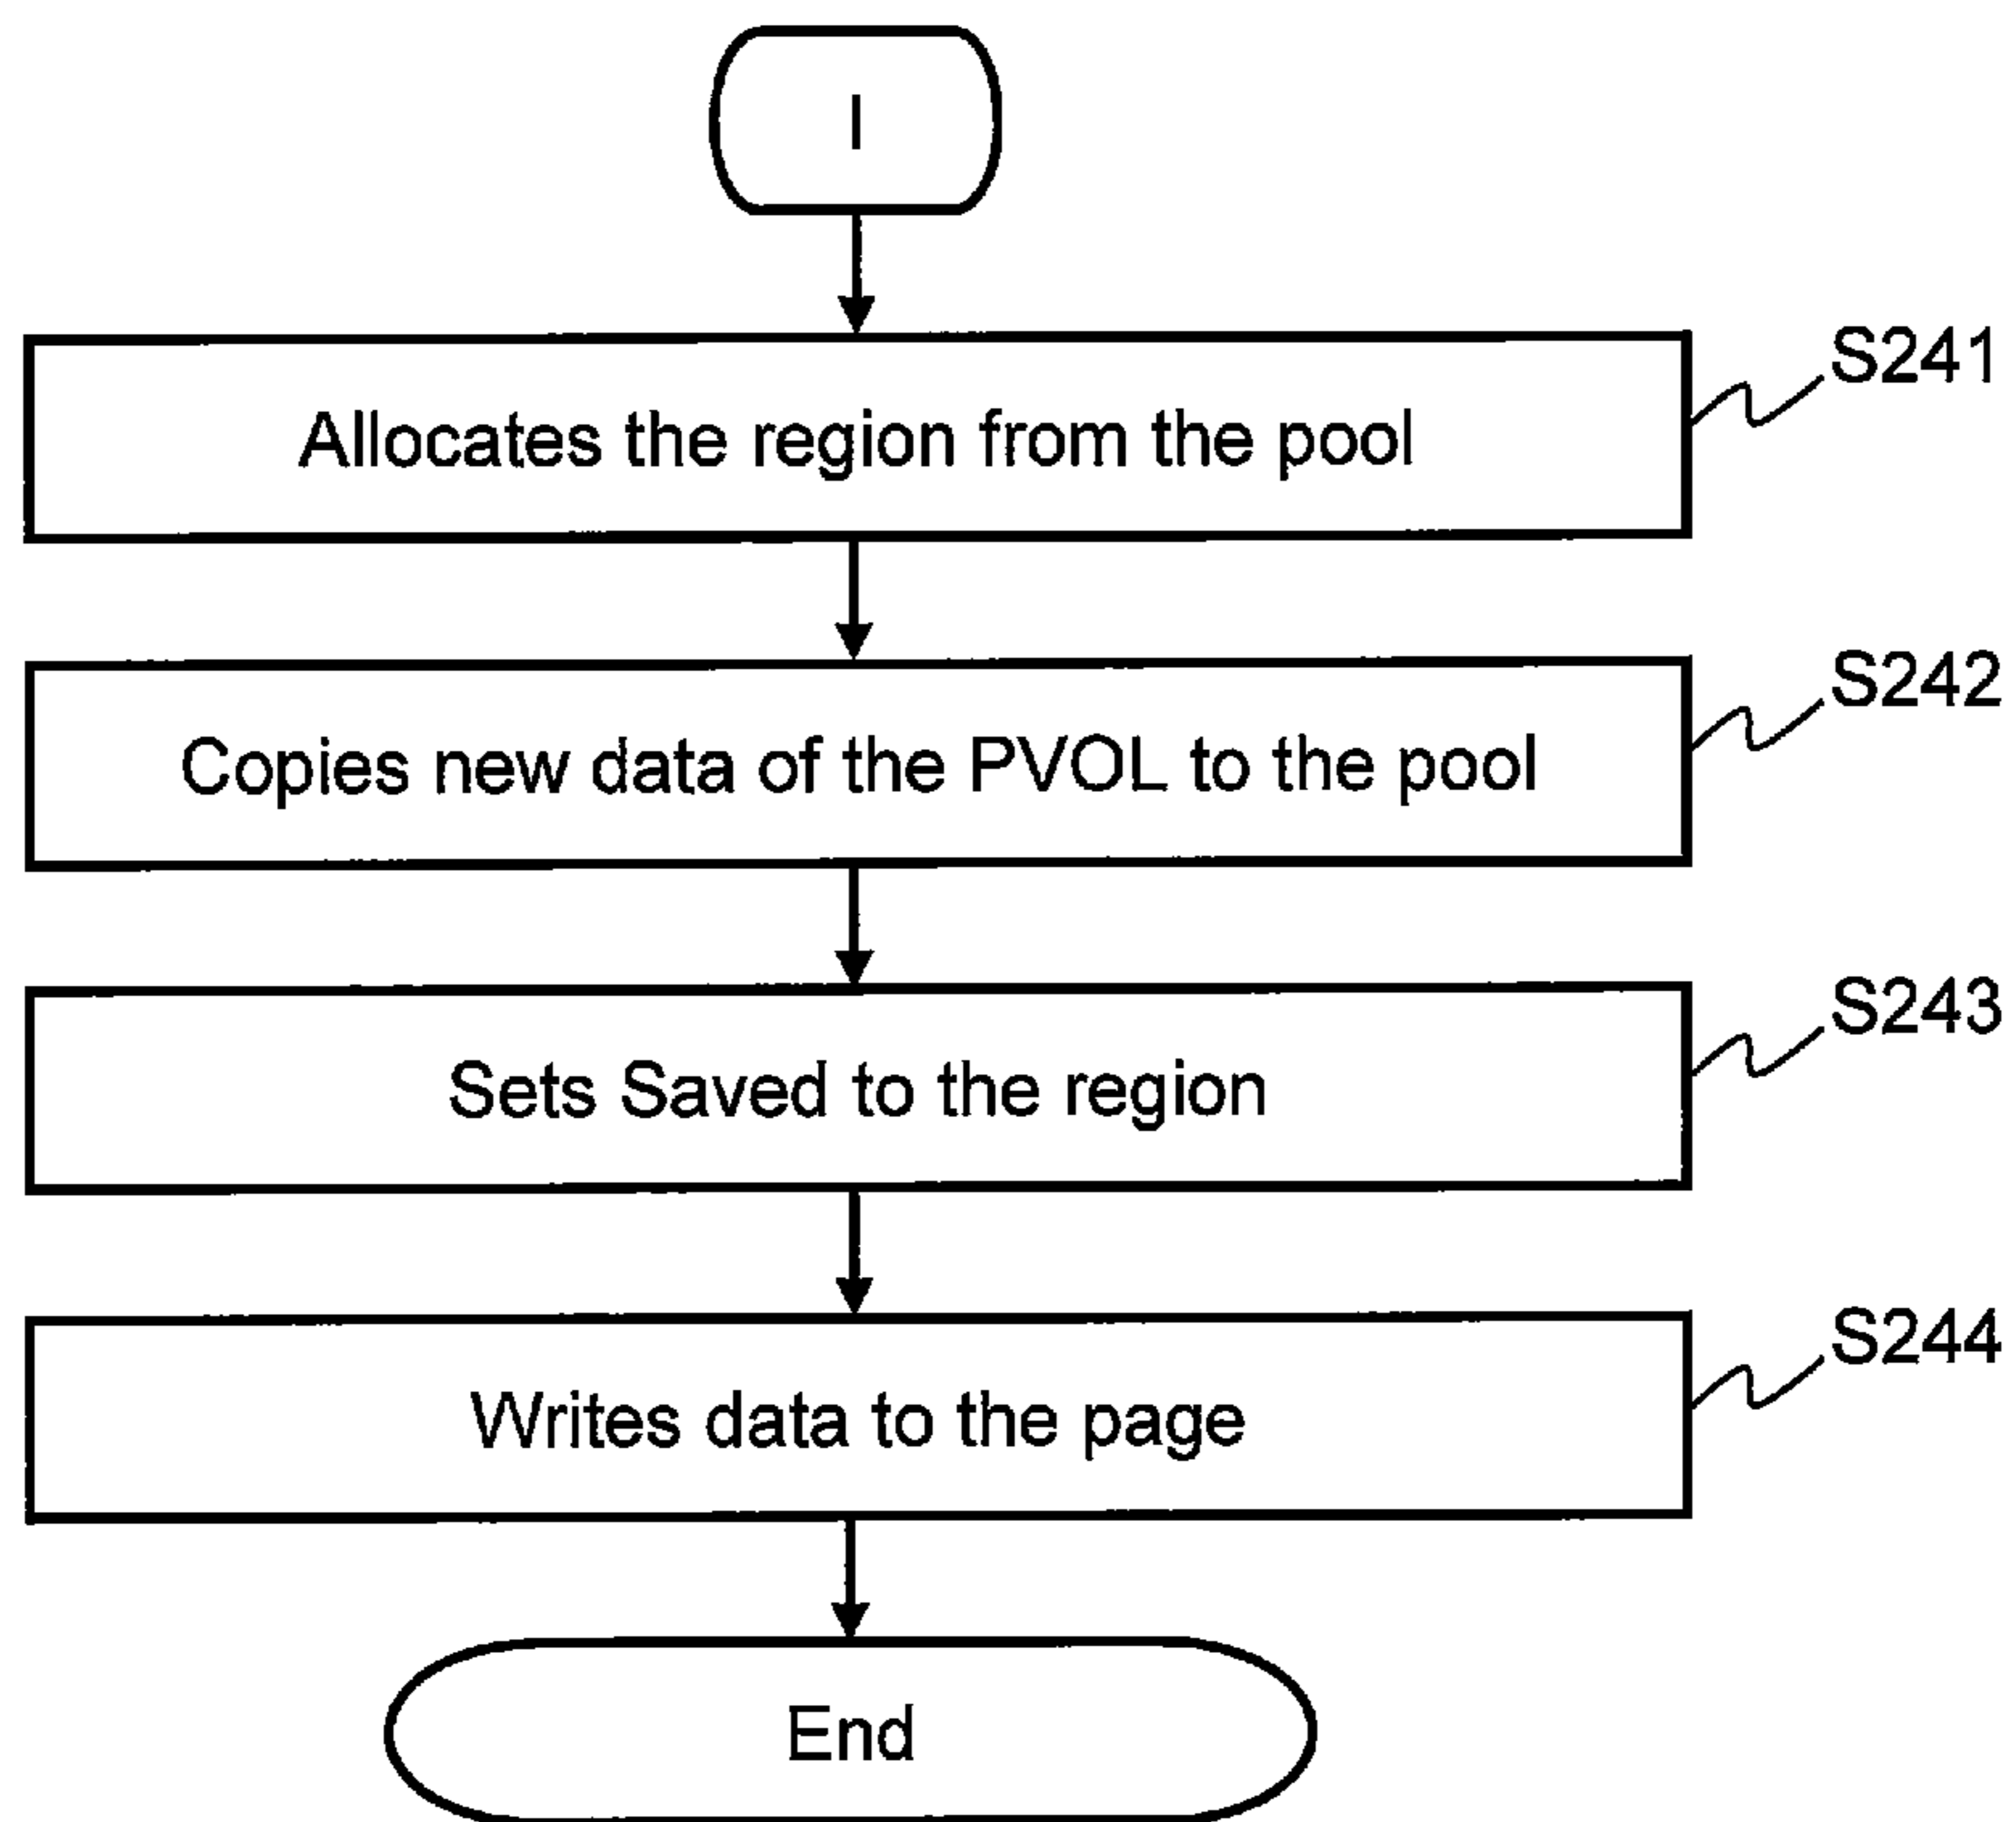 I
S241
Allocates the region from the pool
S242
Copies new data of the PVOL to the pool
S243
Sets Saved to the region
S244
Writes data to the page
End